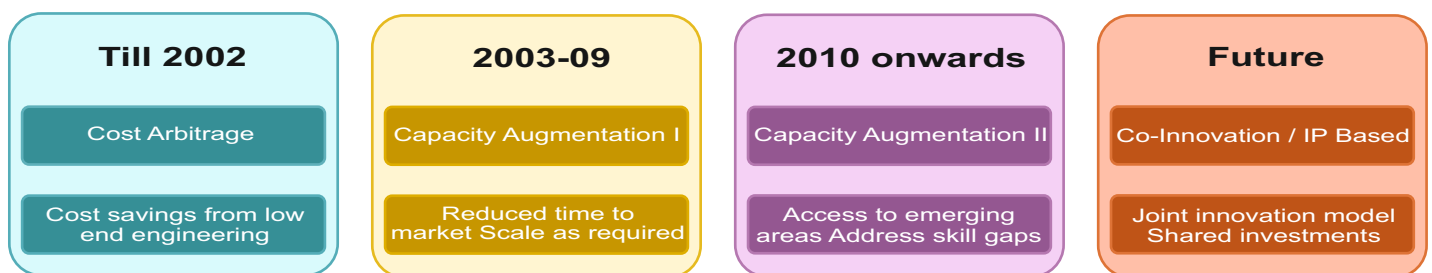 Till 2002
Cost Arbitrage
Cost savings from low
end engineering
2003-09
Capacity Augmentation I
Reduced time to
market Scale as required
2010 onwards
Capacity Augmentation II
Access to emerging
areas Address skill gaps
Future
Co-Innovation / IP Based
Joint innovation model
Shared investments